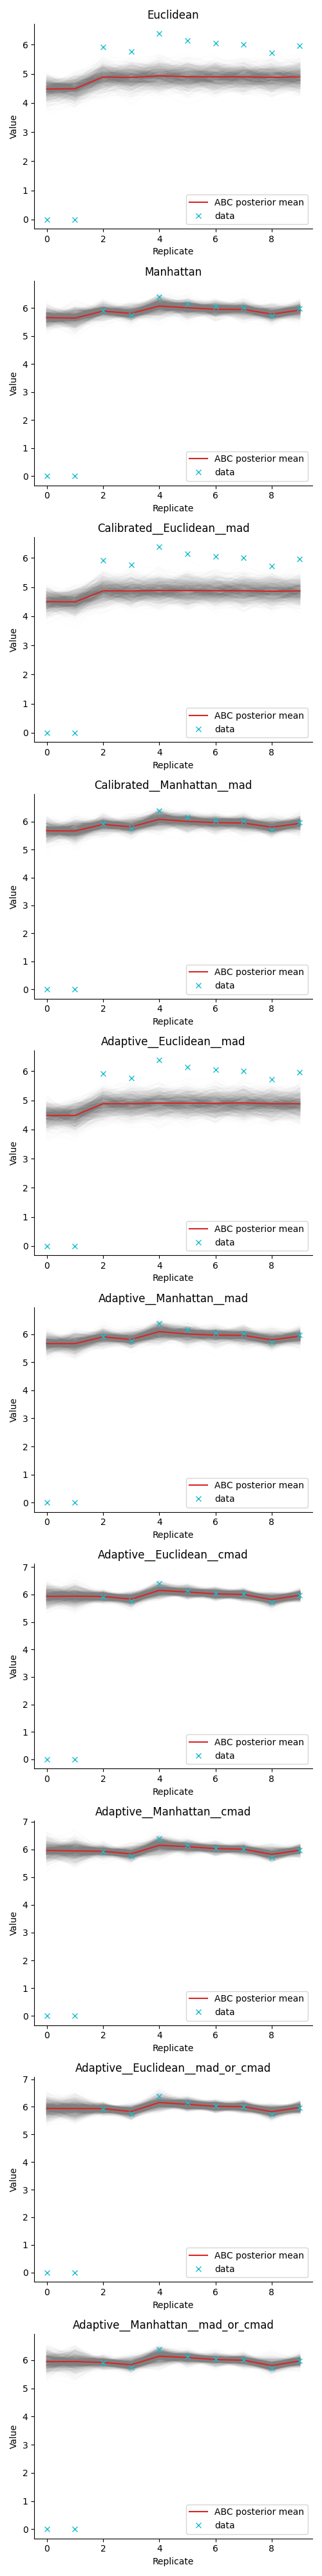 Euclidean
6
5
4
3
2
1
0
Value
ABC posterior mean
data
0 2 4 6 8
Replicate
Manhattan
6
5
4
3
2
1
0
Value
ABC posterior mean
data
0 2 4 6 8
Replicate
Calibrated__Euclidean__mad
6
5
4
3
2
1
0
Value
ABC posterior mean
data
0 2 4 6 8
Replicate
Calibrated__Manhattan__mad
6
5
4
3
2
1
0
Value
ABC posterior mean
data
0 2 4 6 8
Replicate
Adaptive__Euclidean__mad
6
5
4
3
2
1
0
Value
ABC posterior mean
data
0 2 4 6 8
Replicate
Adaptive__Manhattan__mad
6
5
4
3
2
1
0
Value
ABC posterior mean
data
0 2 4 6 8
Replicate
Adaptive__Euclidean__cmad
7
6
5
4
3
2
1
0
Value
ABC posterior mean
data
0 2 4 6 8
Replicate
Adaptive__Manhattan__cmad
7
6
5
4
3
2
1
0
Value
ABC posterior mean
data
0 2 4 6 8
Replicate
Adaptive__Euclidean__mad_or_cmad
7
6
5
4
3
2
1
0
Value
ABC posterior mean
data
0 2 4 6 8
Replicate
Adaptive__Manhattan__mad_or_cmad
6
5
4
3
2
1
0
Value
ABC posterior mean
data
0 2 4 6 8
Replicate